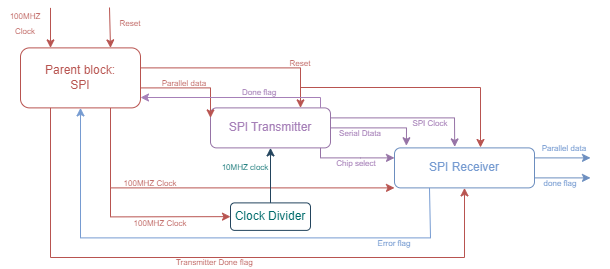 100MHZ
Clock
Reset
Parent block:
SPI
Reset
Parallel data
Done flag
SPI Transmitter
SPI Clock
Serial Dtata
Chip select
Parallel data
SPI Receiver
done flag
10MHZ clock
100MHZ Clock
Clock Divider
100MHZ Clock
Error flag
Transmitter Done flag